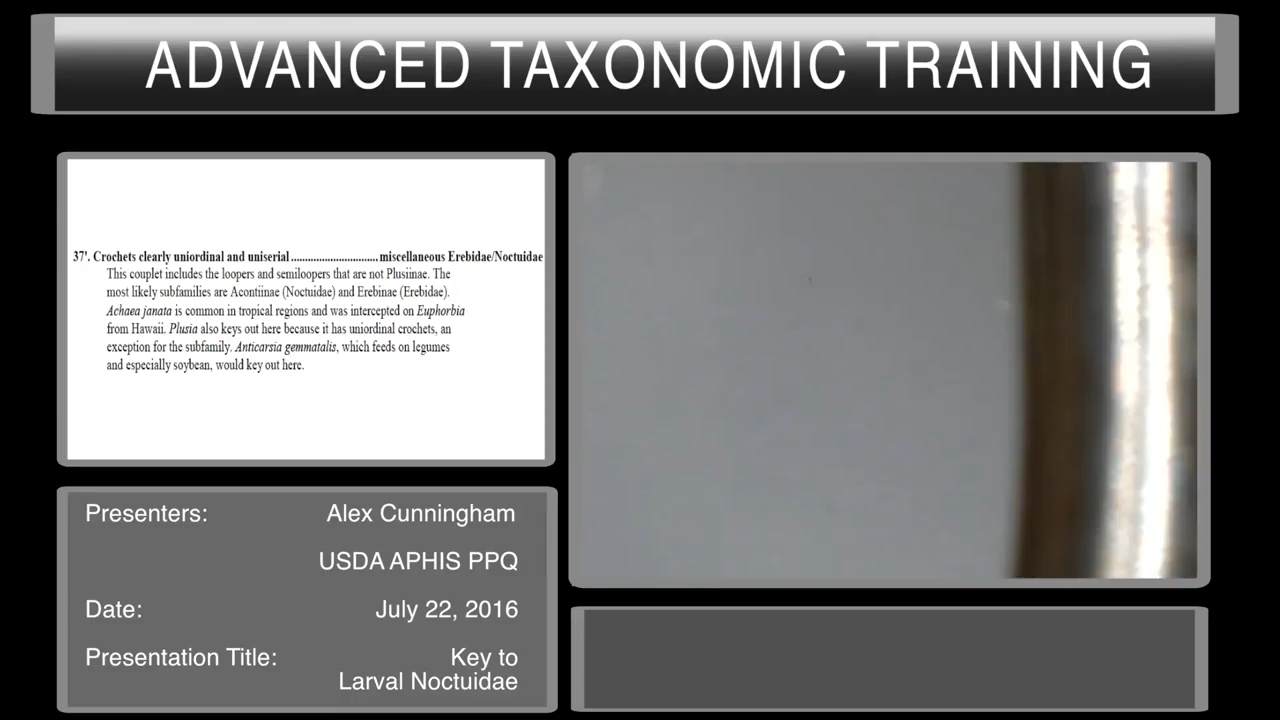 ADVANCED TAXONOMIC TRAINING
37'. Crochets clearly uniordinal and uniserial ............................... miscellaneous Erebidae/Noctuidae
This couplet includes the loopers and semiloopers that are not Plusiinae. The
most likely subfamilies are Acontiinae (Noctuidae) and Erebinae (Erebidae).
Achaea janata is common in tropical regions and was intercepted on Euphorbia
from Hawaii. Plusia also keys out here because it has uniordinal crochets, an
exception for the subfamily. Anticarsia gemmatalis, which feeds on legumes
and especially soybean, would key out here.
Presenters: Alex Cunningham
USDA APHIS PPQ
Date: July 22, 2016
Presentation Title: Key to
Larval Noctuidae